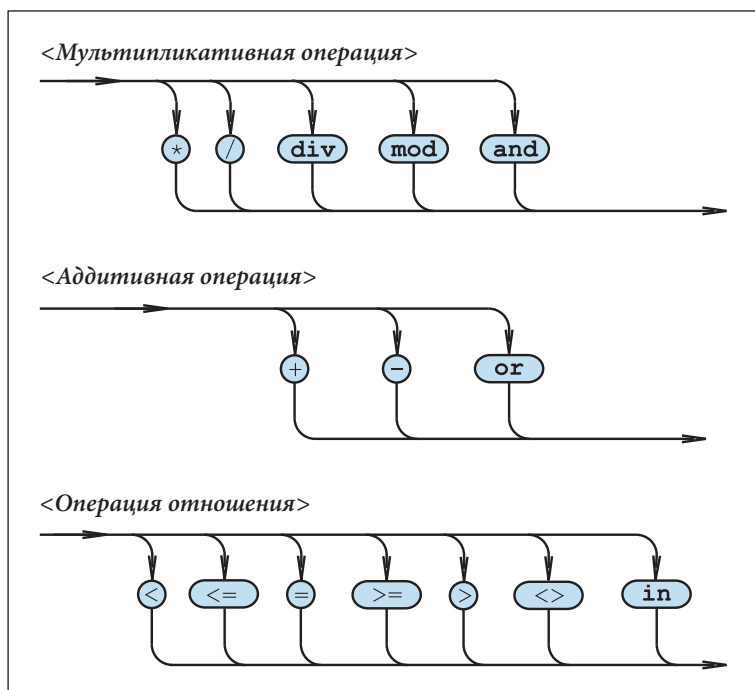 <Мультипликативная операция>
* / div mod and
<Аддитивная операция>
+ - or
<Операция отношения>
< <= = >= > <> in